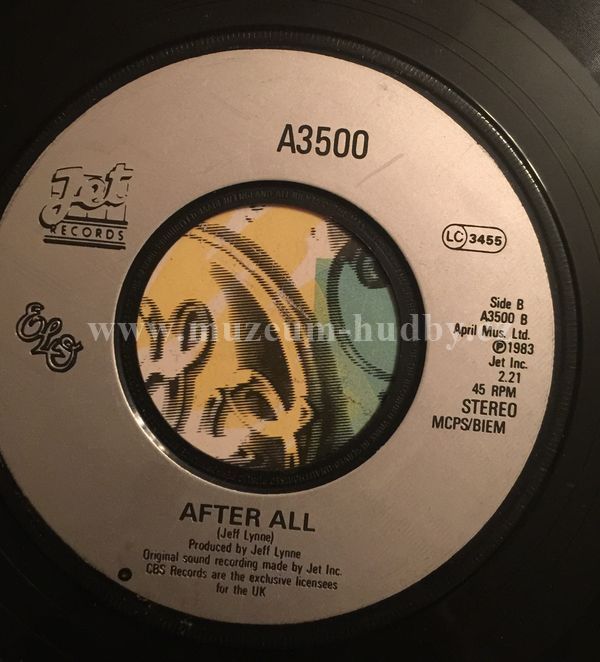 A3500
Jet
RECORDS
LC 3455
ELO
Side B
A3500 B
April Mus. Ltd.
℗1983
Jet Inc.
2.21
45 RPM
STEREO
MCPS/BIEM
www.muzeum-hudby.cz
AFTER ALL
(Jeff Lynne)
Produced by Jeff Lynne
Original sound recording made by Jet Inc.
CBS Records are the exclusive licensees
for the UK